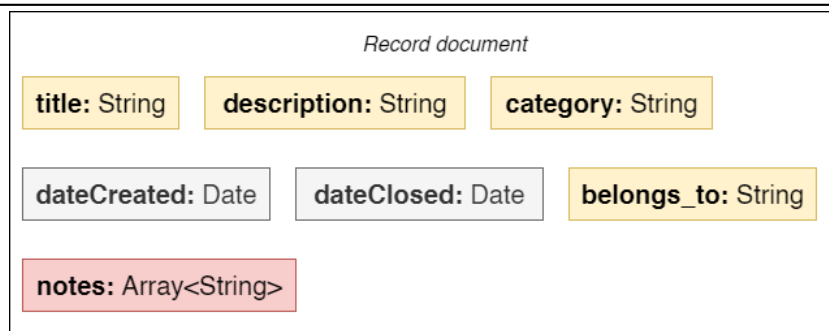 Record document
title: String description: String category: String
dateCreated: Date dateClosed: Date belongs_to: String
notes: Array<String>